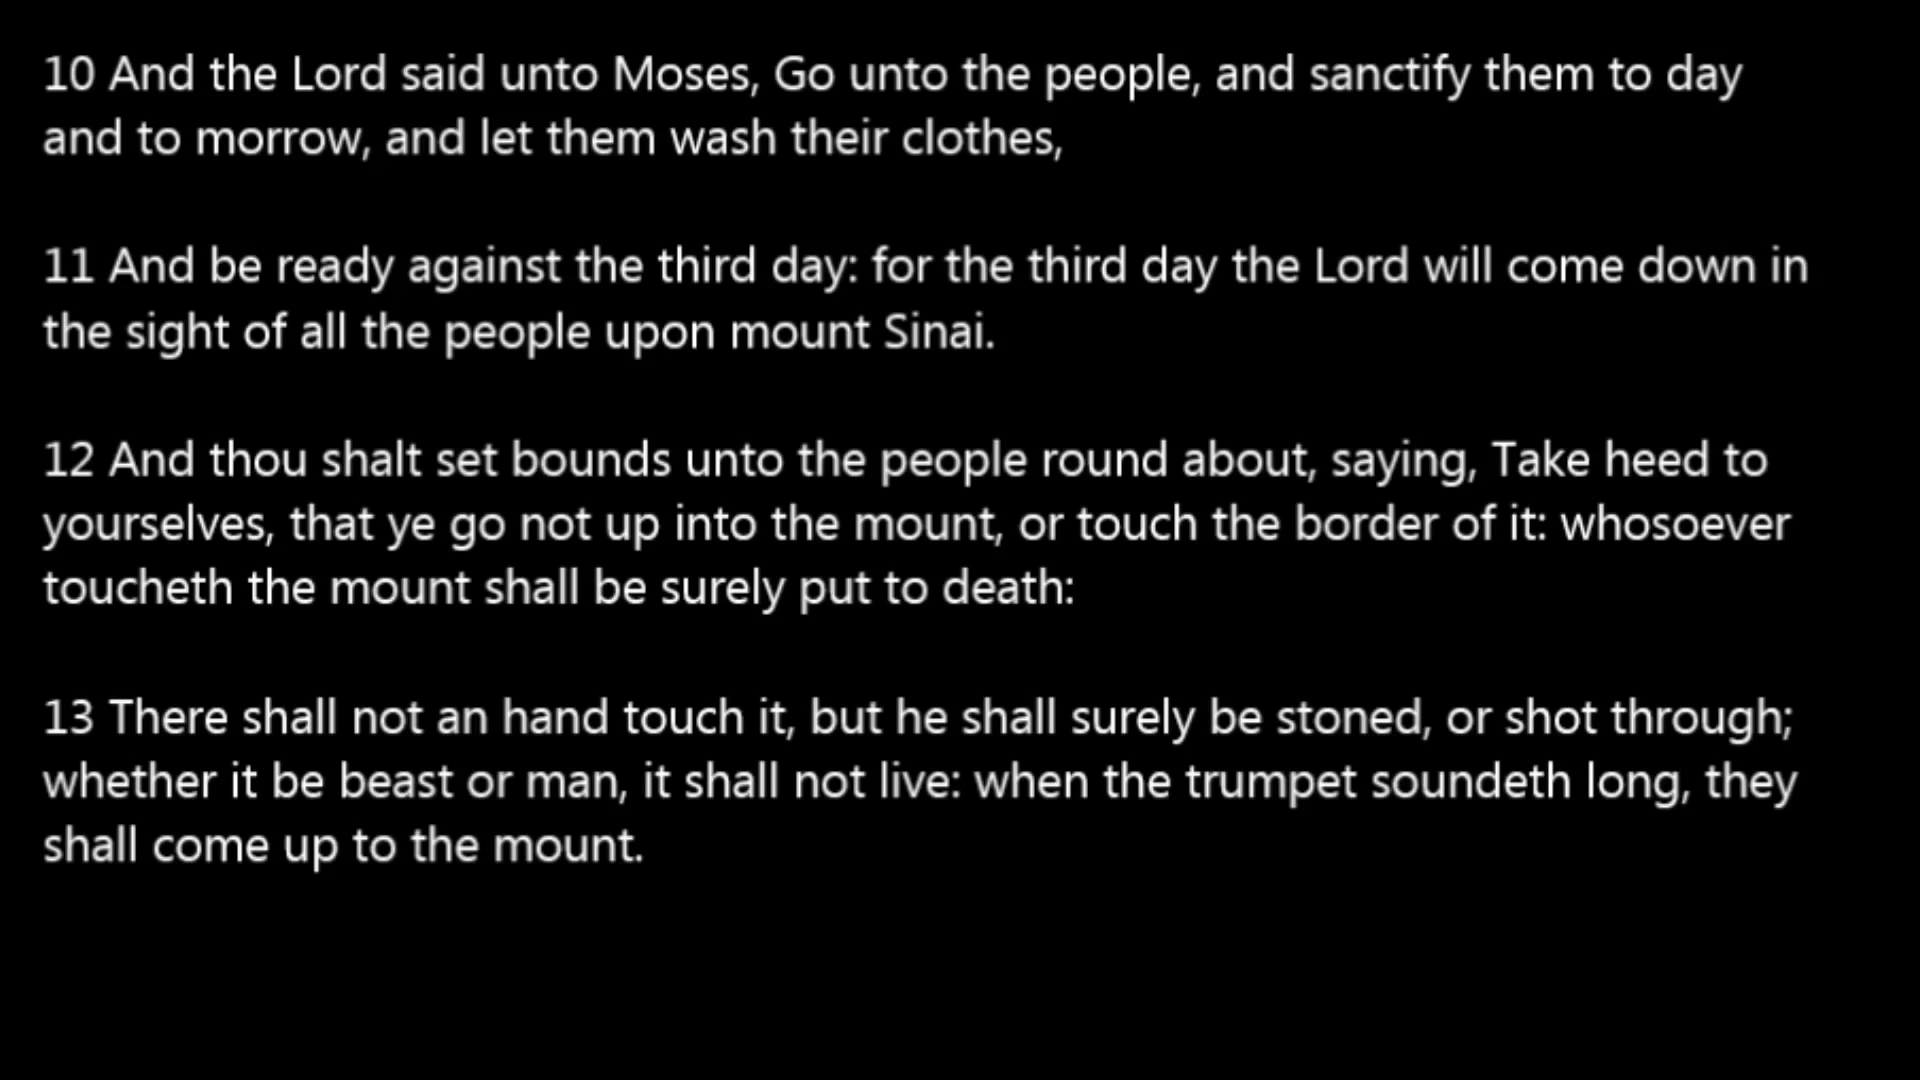 10 And the Lord said unto Moses, Go unto the people, and sanctify them to day
and to morrow, and let them wash their clothes,
11 And be ready against the third day: for the third day the Lord will come down in
the sight of all the people upon mount Sinai.
12 And thou shalt set bounds unto the people round about, saying, Take heed to
yourselves, that ye go not up into the mount, or touch the border of it: whosoever
toucheth the mount shall be surely put to death:
13 There shall not an hand touch it, but he shall surely be stoned, or shot through;
whether it be beast or man, it shall not live: when the trumpet soundeth long, they
shall come up to the mount.